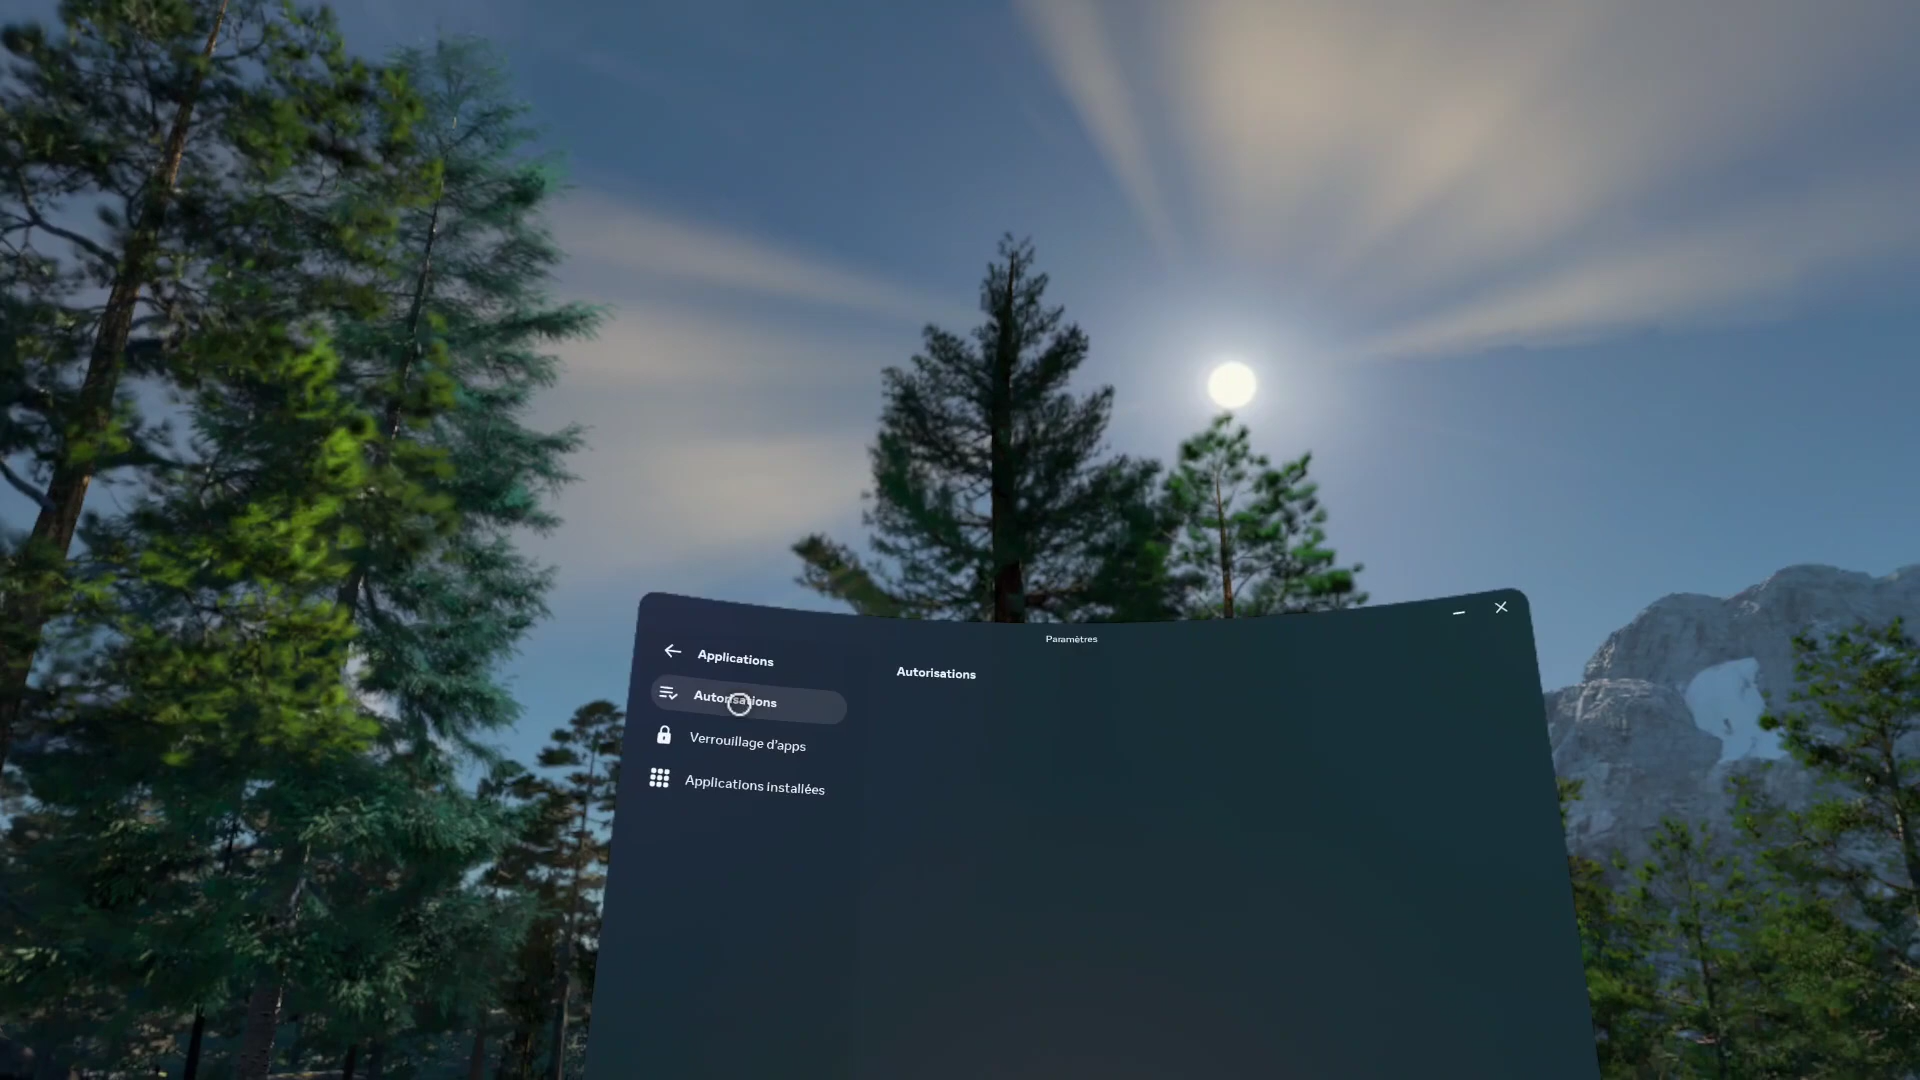 Paramètres
Applications
Autorisations
Verrouillage d'apps
Applications installées
Autorisations